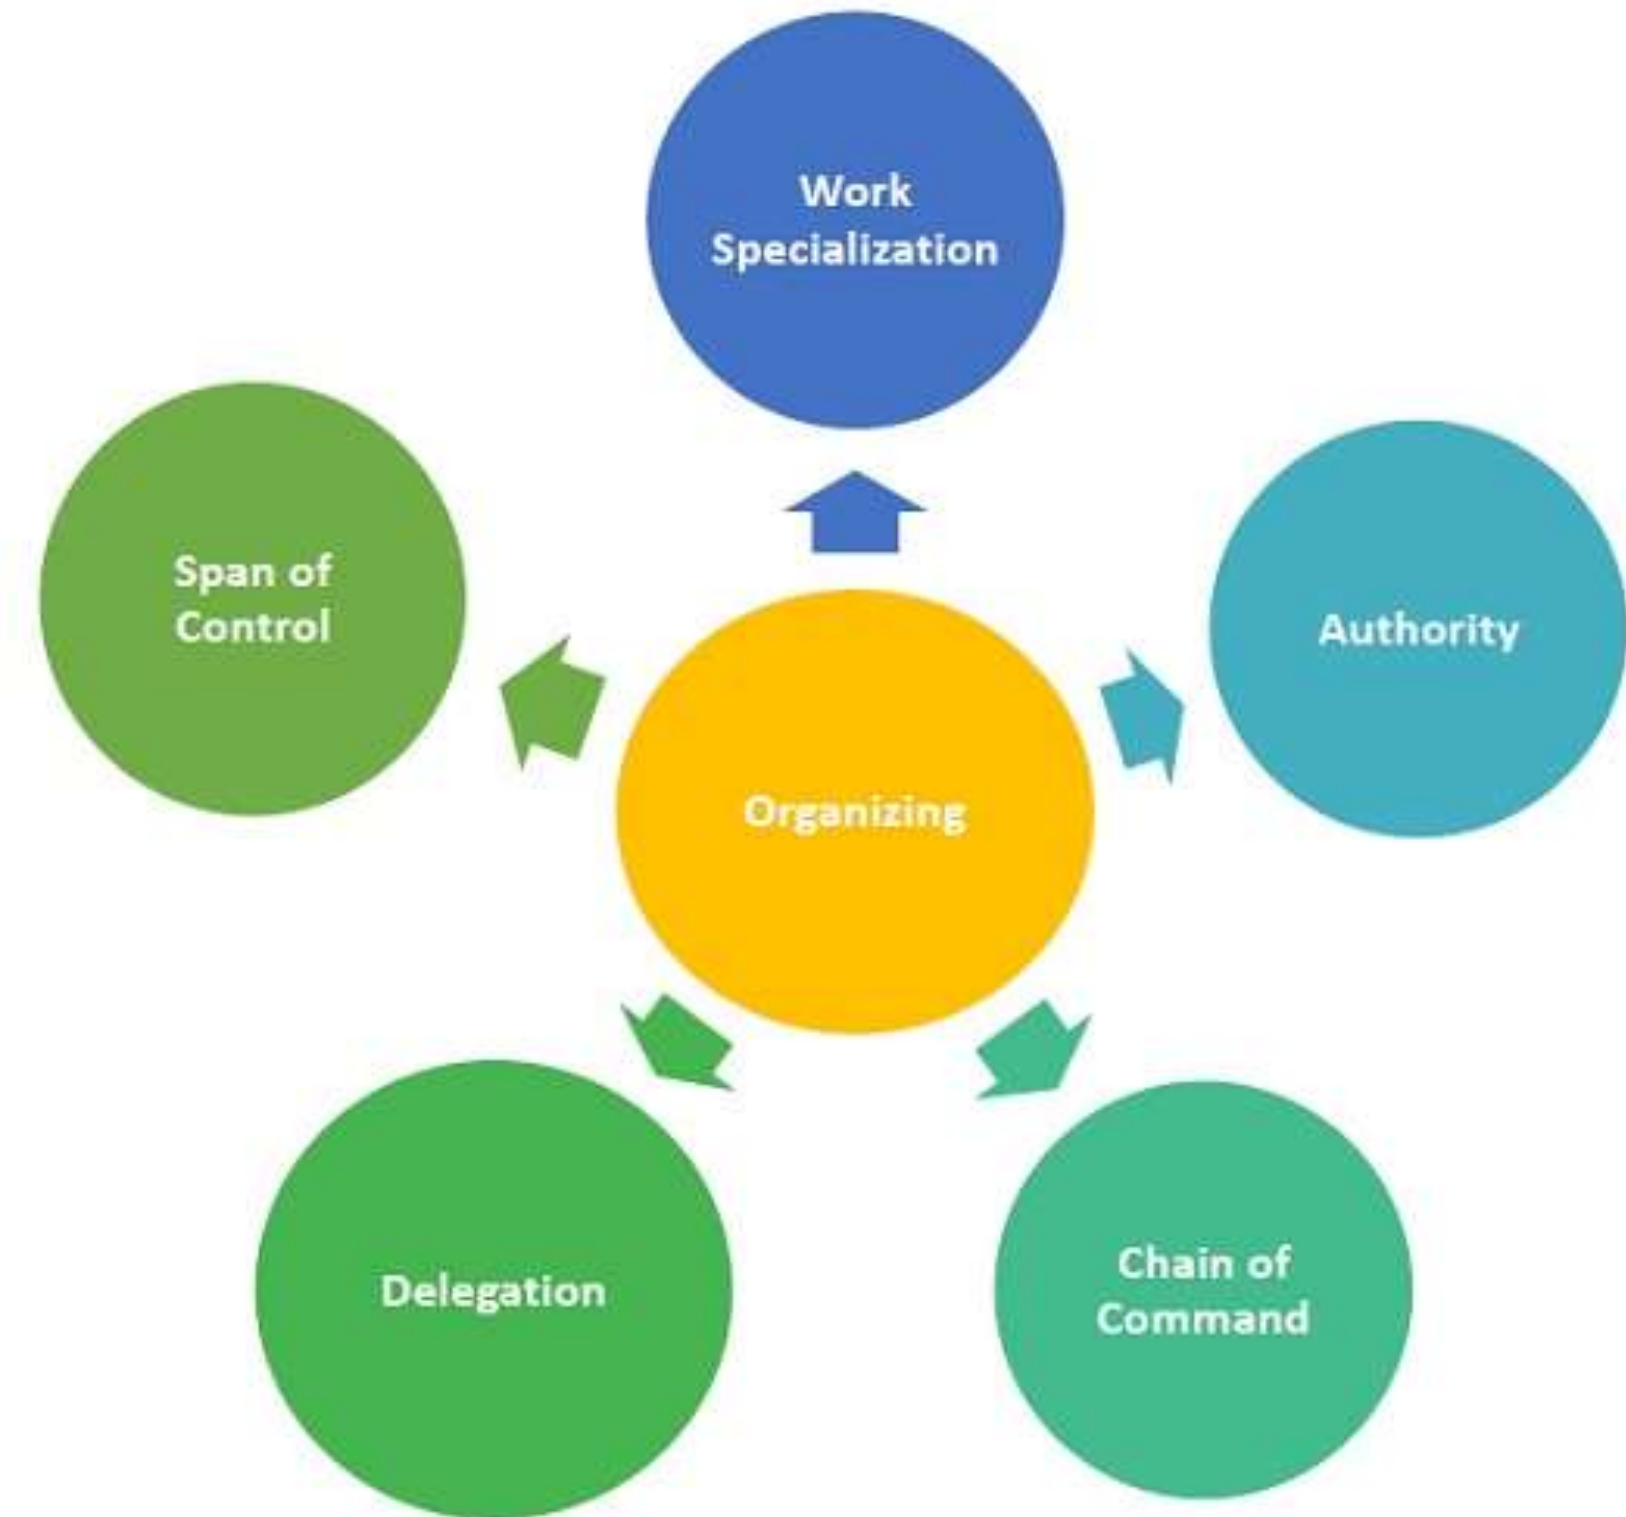 Work
Specialization
Authority
Chain of
Command
Delegation
Span of
Control
Organizing